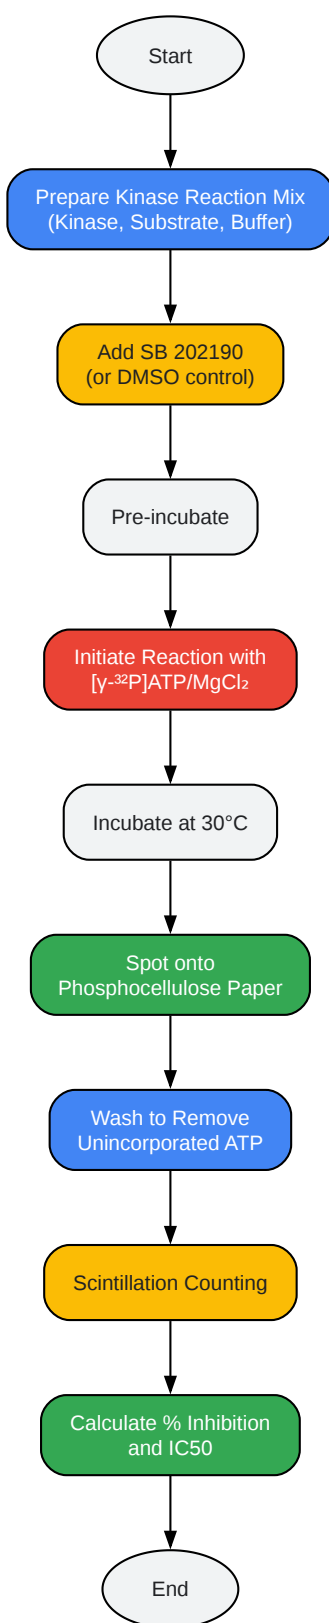 Start
Prepare Kinase Reaction Mix
(Kinase, Substrate, Buffer)
Add SB 202190
(or DMSO control)
Pre-incubate
Initiate Reaction with
[γ-³²P]ATP/MgCl₂
Incubate at 30°C
Spot onto
Phosphocellulose Paper
Wash to Remove
Unincorporated ATP
Scintillation Counting
Calculate % Inhibition
and IC50
End